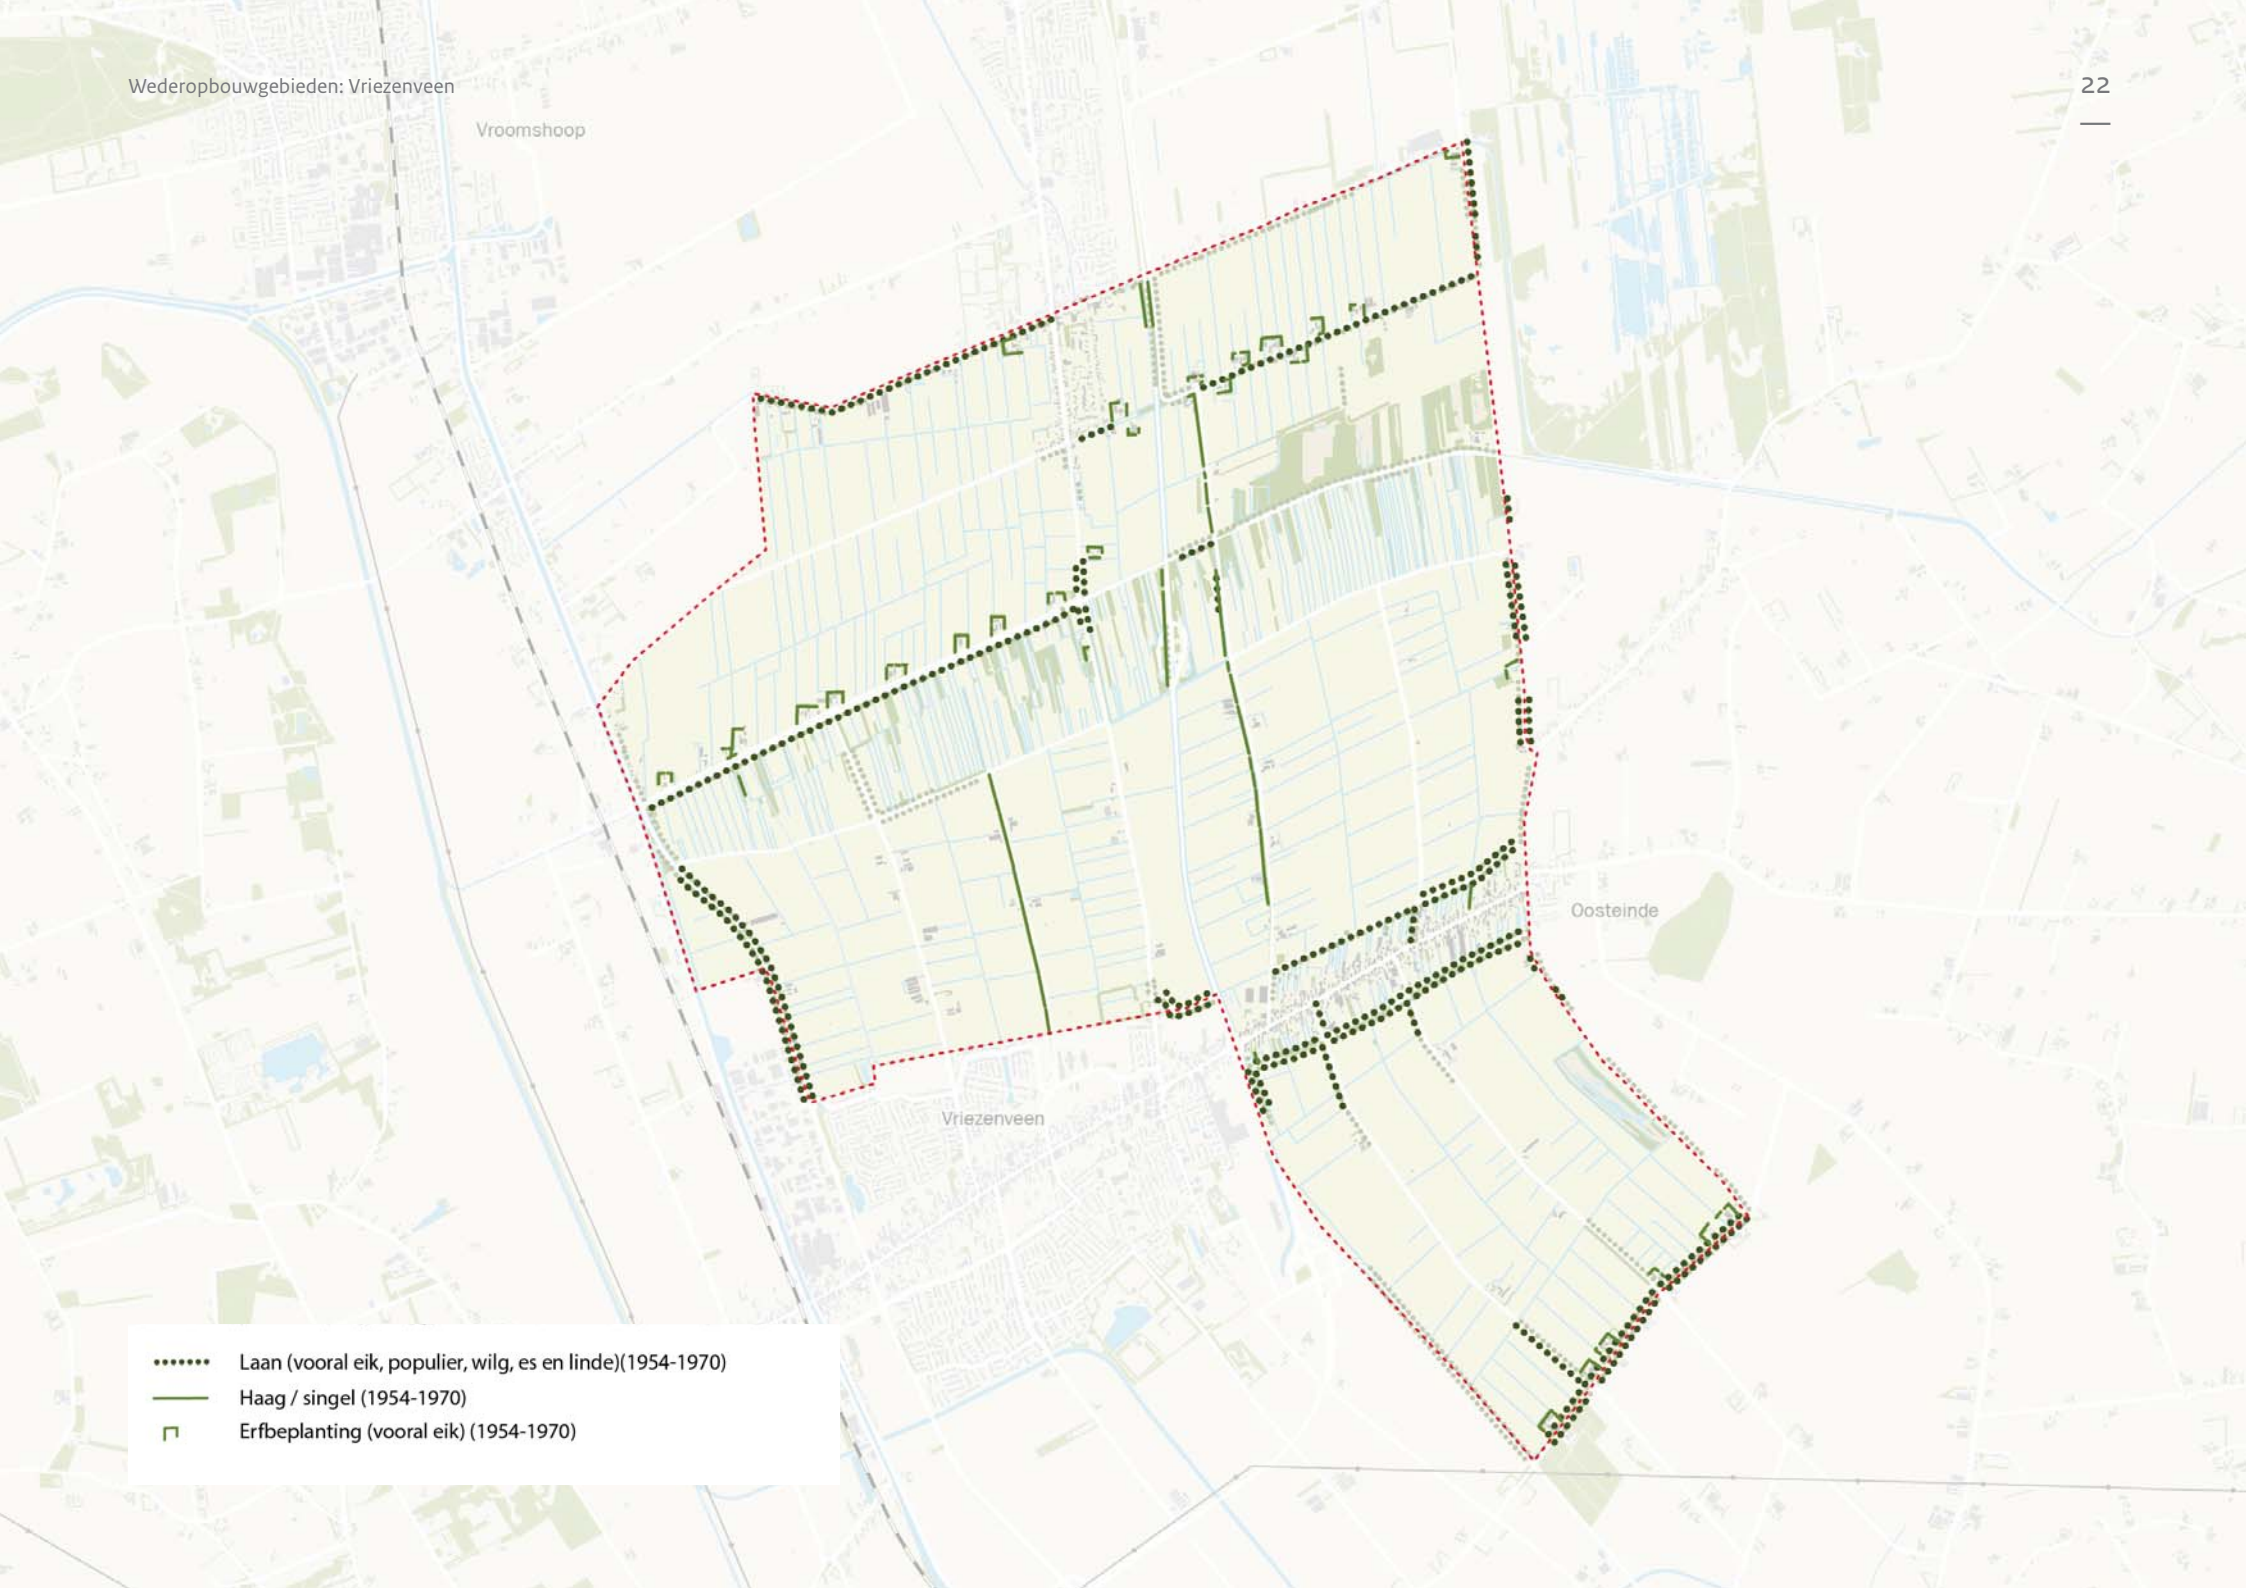 Wederopbouwgebieden: Vriezenveen
22
Vroomshoop
Oosteinde
Vriezenveen
Laan (vooral eik, populier, wilg, es en linde)(1954-1970)
Haag / singel (1954-1970)
Erfbeplanting (vooral eik) (1954-1970)